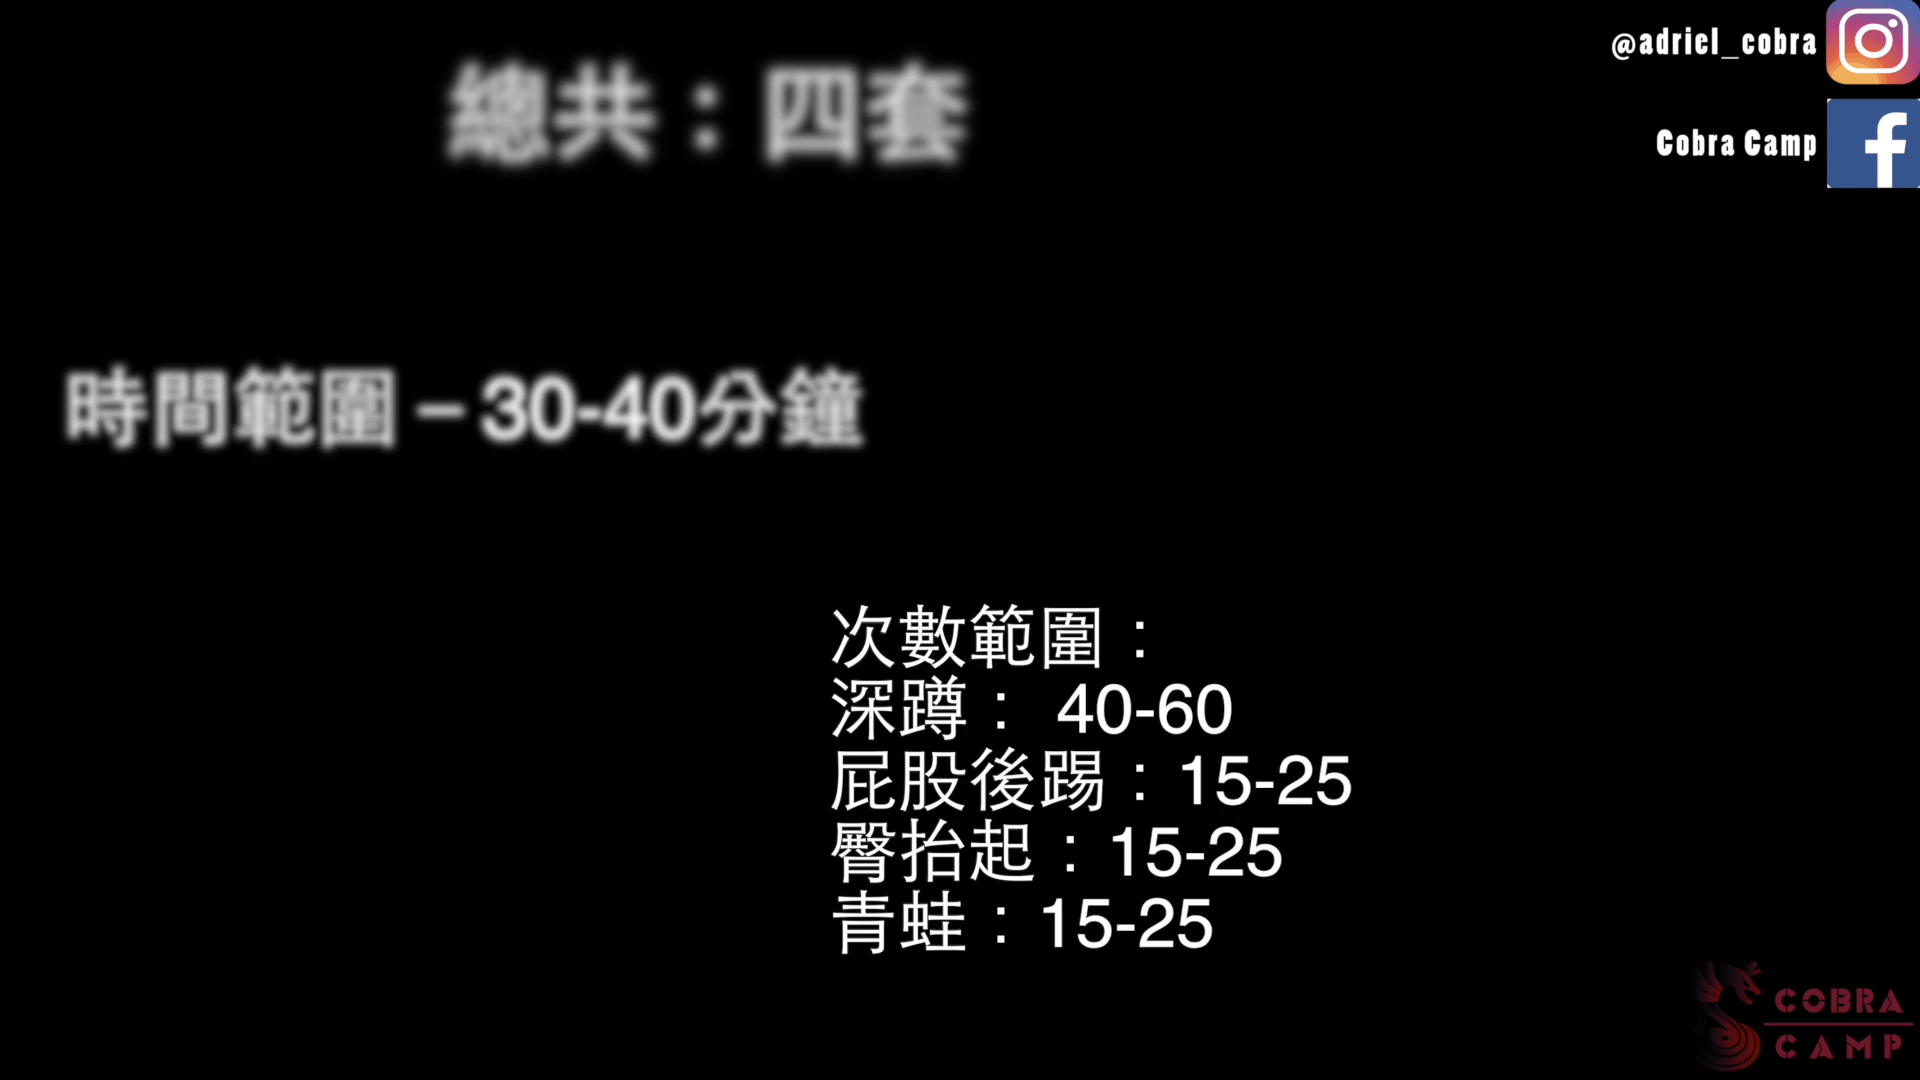 @adriel_cobra
Cobra Camp
總共：四套
時間範圍－30-40分鐘
次數範圍：
深蹲： 40-60
屁股後踢：15-25
臀抬起：15-25
青蛙：15-25
COBRA
CAMP